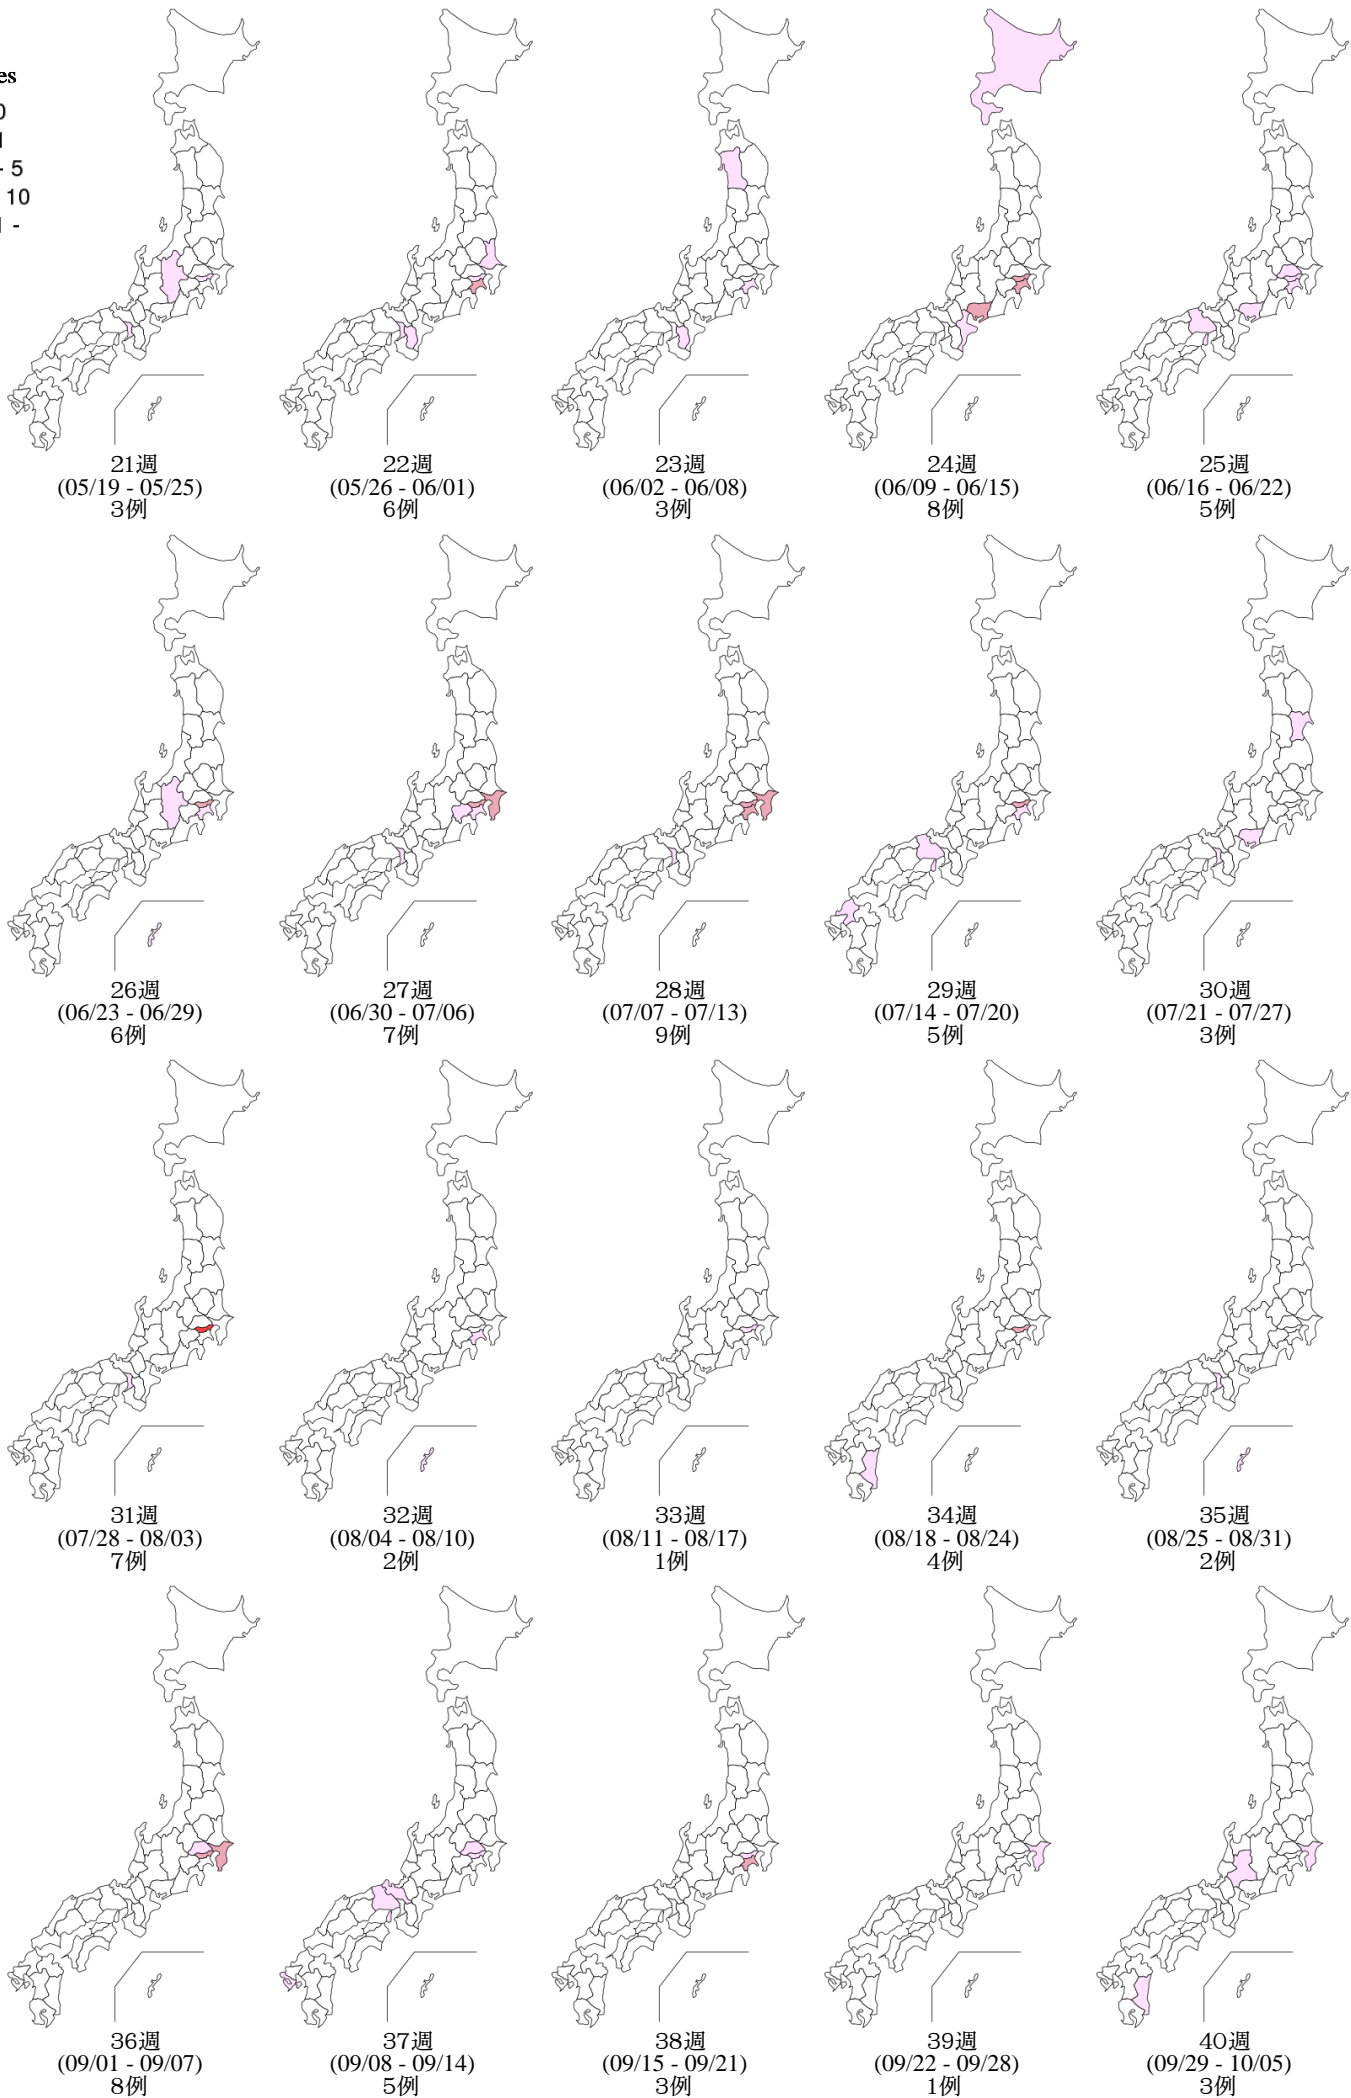 es
0
1
- 5
10
-
21週
(05/19 - 05/25)
3例
22週
(05/26 - 06/01)
6例
23週
(06/02 - 06/08)
3例
24週
(06/09 - 06/15)
8例
25週
(06/16 - 06/22)
5例
26週
(06/23 - 06/29)
6例
27週
(06/30 - 07/06)
7例
28週
(07/07 - 07/13)
9例
29週
(07/14 - 07/20)
5例
30週
(07/21 - 07/27)
3例
31週
(07/28 - 08/03)
7例
32週
(08/04 - 08/10)
2例
33週
(08/11 - 08/17)
1例
34週
(08/18 - 08/24)
4例
35週
(08/25 - 08/31)
2例
36週
(09/01 - 09/07)
8例
37週
(09/08 - 09/14)
5例
38週
(09/15 - 09/21)
3例
39週
(09/22 - 09/28)
1例
40週
(09/29 - 10/05)
3例